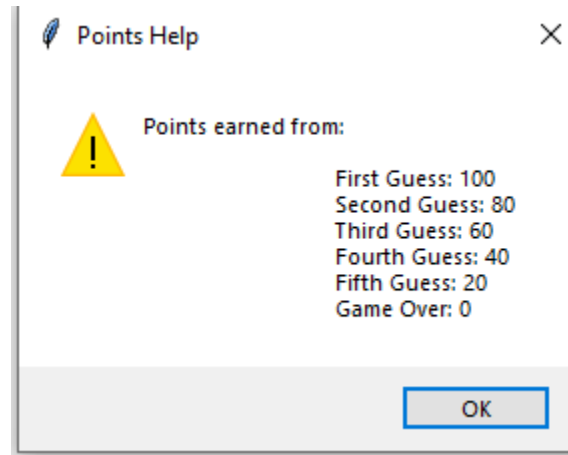 Points Help
Points earned from:
First Guess: 100
Second Guess: 80
Third Guess: 60
Fourth Guess: 40
Fifth Guess: 20
Game Over: 0
OK